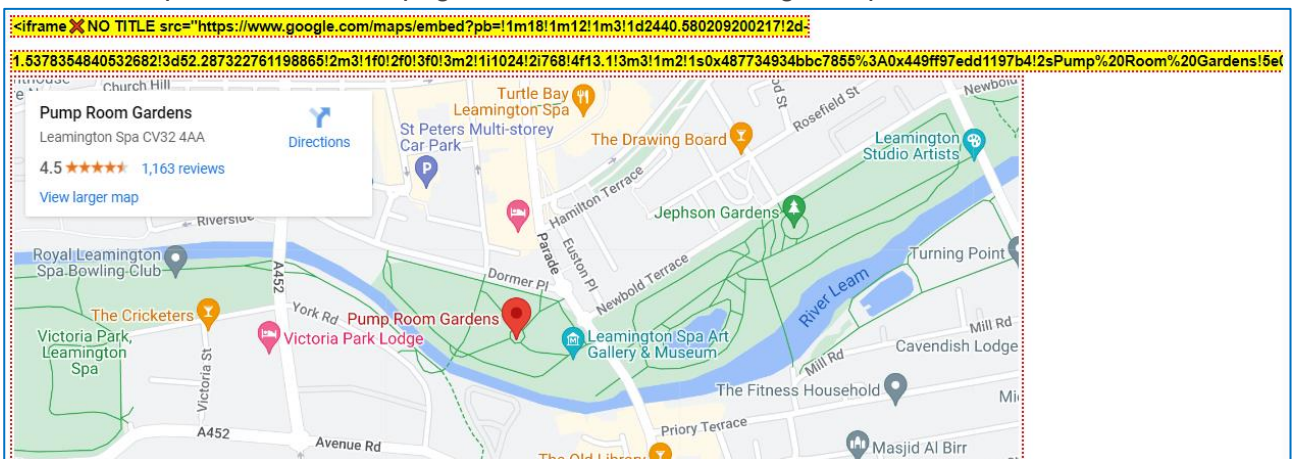 <iframe ❌NO TITLE src="https://www.google.com/maps/embed?pb=!1m18!1m12!1m3!1d2440.580209200217!2d-
1.5378354840532682!3d52.287322761198865!2m3!1f0!2f0!3f0!3m2!1i1024!2i768!4f13.1!3m3!1m2!1s0x487734934bbc7855%3A0x449ff97edd1197b4!2sPump%20Room%20Gardens!5e0
Church Hill
Pump Room Gardens
Leamington Spa CV32 4AA
4.5
1,163 reviews
View larger map
Directions
Turtle Bay
Leamington Spa
St Peters Multi-storey
Car Park
P
The Drawing Board
Rosefield St
Leamington
Studio Artists
Hamilton Terrace
Jephson Gardens
Riverside
Parade
Euston Pl
Royal Leamington
Spa Bowling Club
A452
Dormer Pl
Newbold Terrace
Turning Point
River Leam
York Rd
The Cricketers
Pump Room Gardens
Victoria Park Lodge
Victoria Park,
Leamington
Spa
Leamington Spa Art
Gallery & Museum
Mill Rd
Mill Rd
Cavendish Lodge
Victoria St
The Fitness Household
A452
Avenue Rd
Priory Terrace
Masjid Al Birr
The Old Library